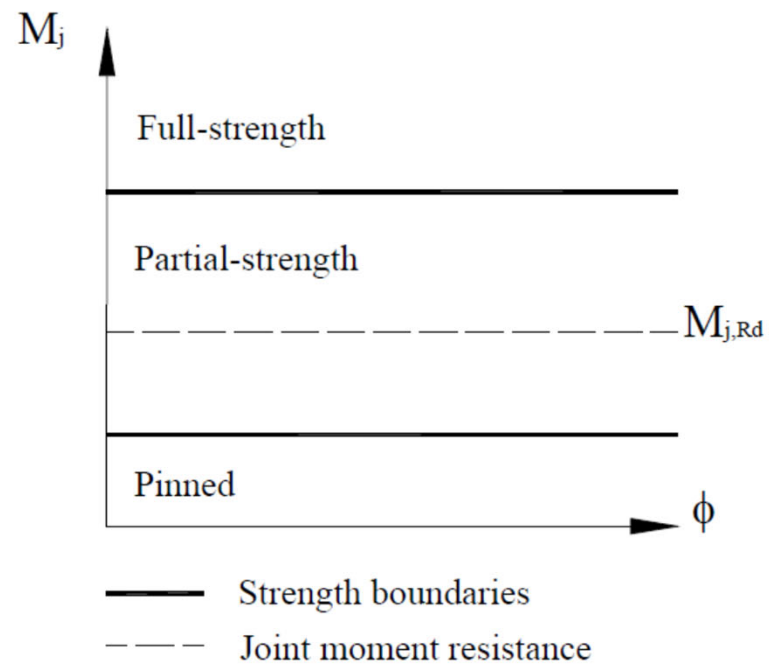 Mj
Full-strength
Partial-strength
Mj,Rd
Pinned
ϕ
Strength boundaries
Joint moment resistance